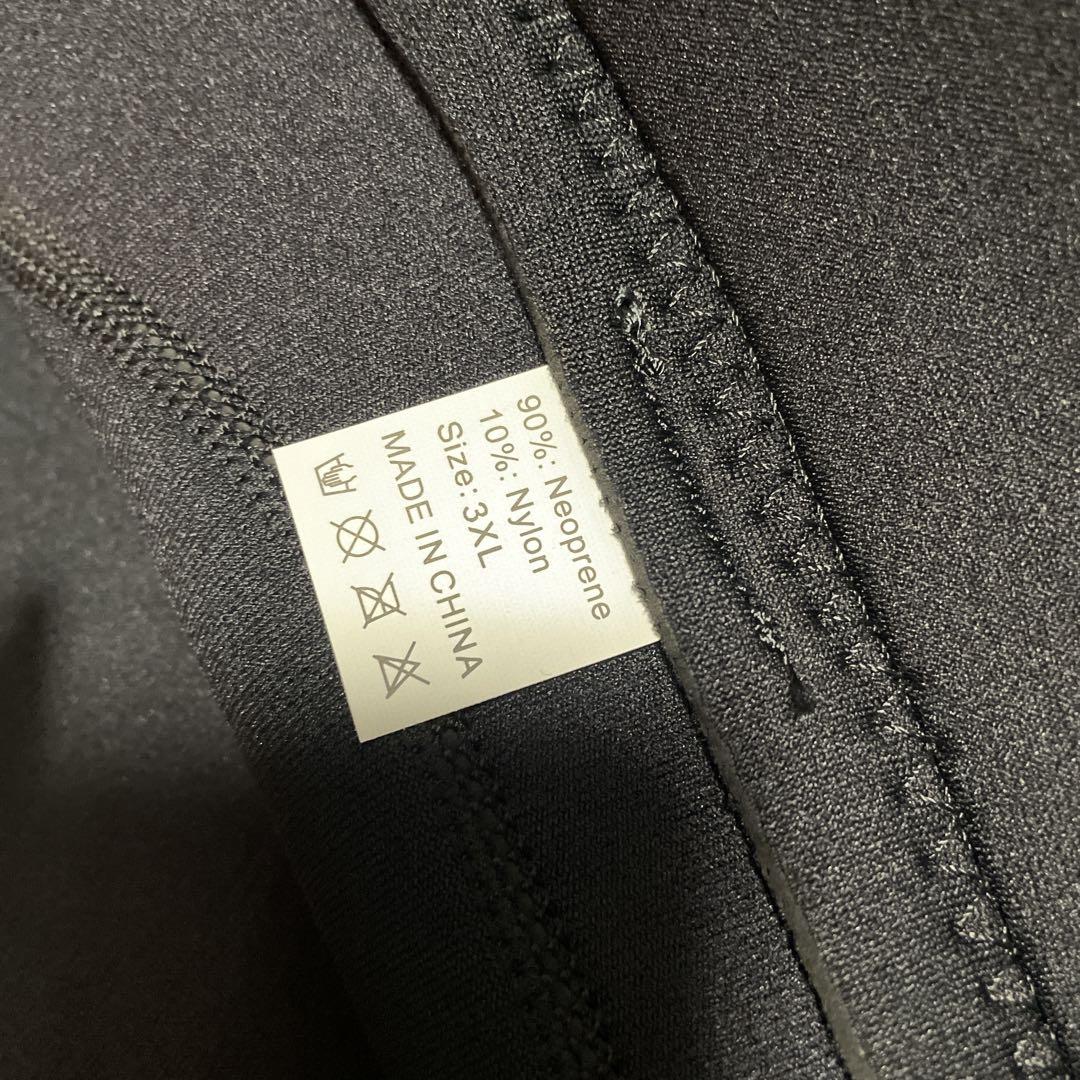 90%: Neoprene
10%: Nylon
Size:3XL
MADE IN CHINA